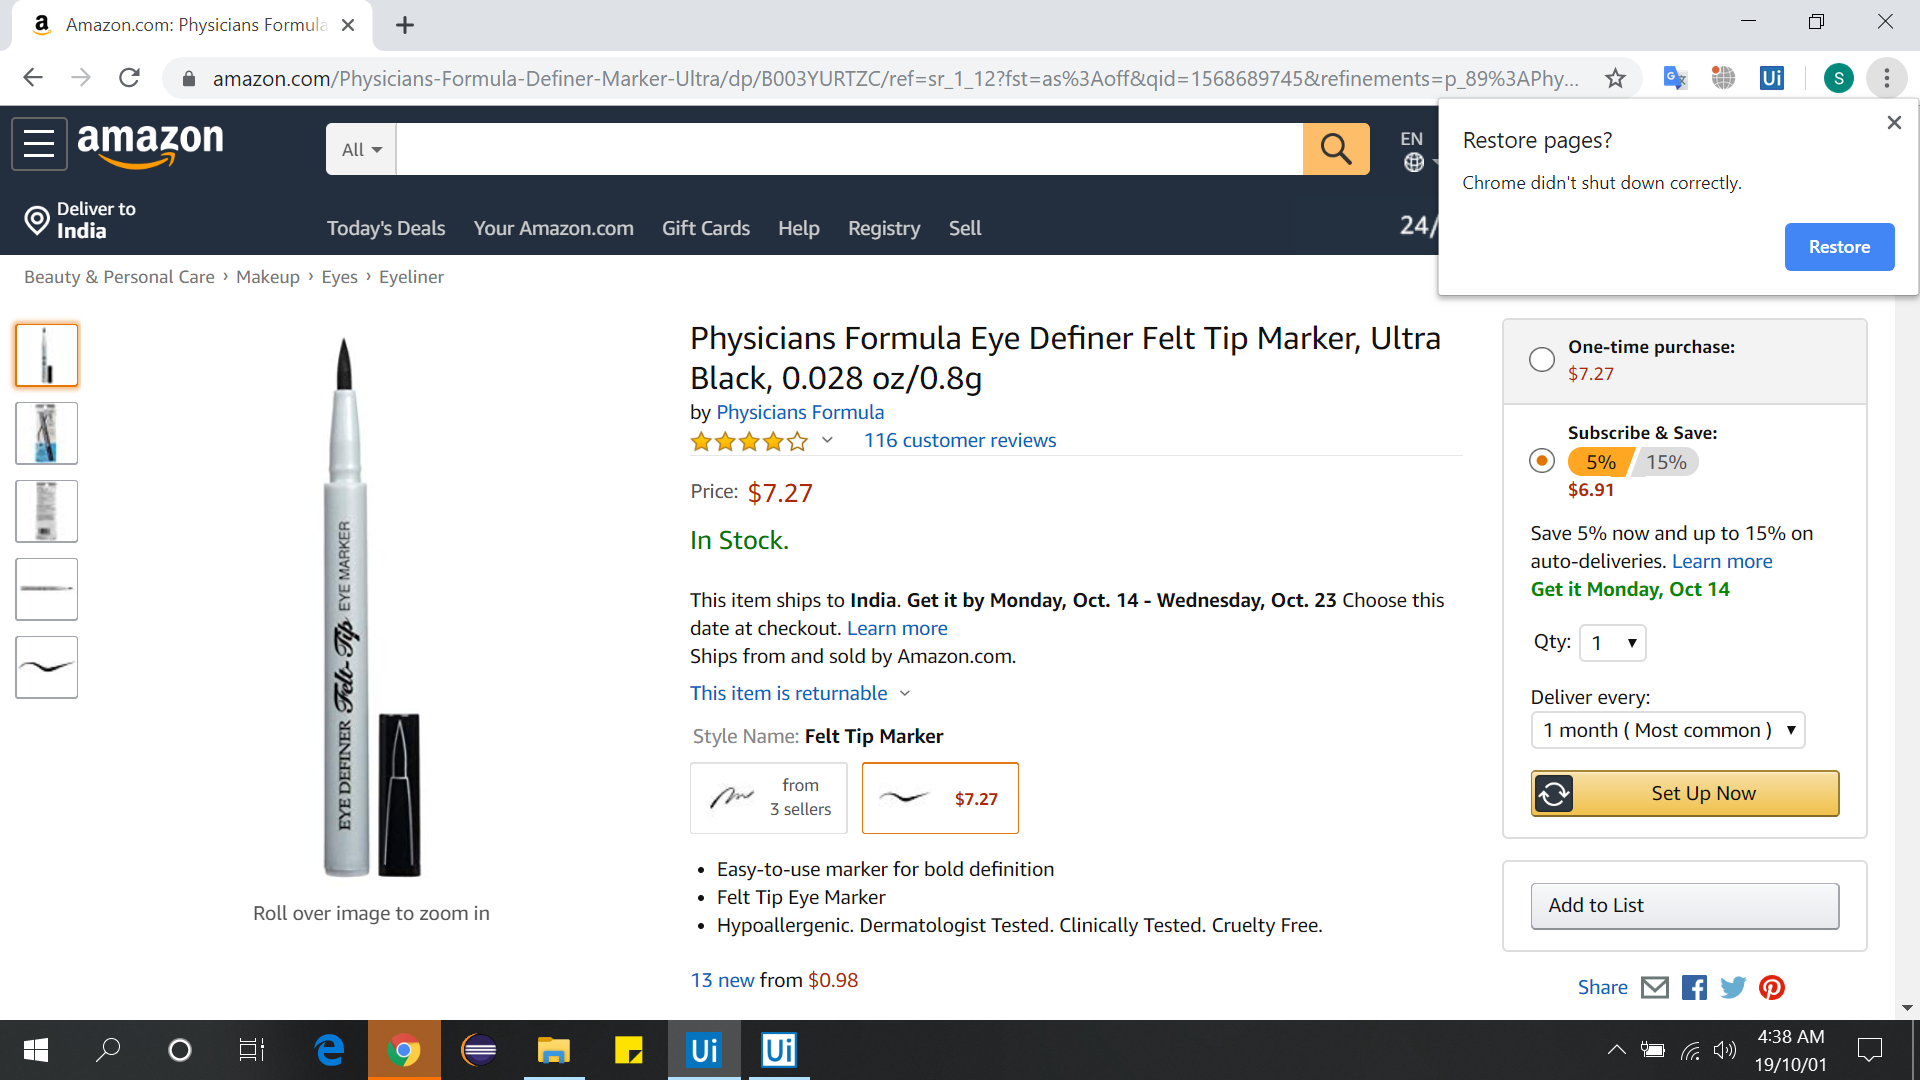 Amazon.com: Physicians Formula
amazon.com/Physicians-Formula-Definer-Marker-Ultra/dp/B003YURTZC/ref=sr_1_12?fst=as%3Aoff&qid=1568689745&refinements=p_89%3APhy...
S
Ui
Restore pages?
Chrome didn't shut down correctly.
Restore
amazon
All
EN
Deliver to
India
Today's Deals Your Amazon.com Gift Cards Help Registry Sell
24/
Beauty & Personal Care › Makeup › Eyes › Eyeliner
EYE DEFINER Felt-Tip EYE MARKER
Roll over image to zoom in
Physicians Formula Eye Definer Felt Tip Marker, Ultra
Black, 0.028 oz/0.8g
by Physicians Formula
116 customer reviews
Price: $7.27
In Stock.
This item ships to India. Get it by Monday, Oct. 14 - Wednesday, Oct. 23 Choose this
date at checkout. Learn more
Ships from and sold by Amazon.com.
This item is returnable
Style Name: Felt Tip Marker
from
3 sellers
$7.27
• Easy-to-use marker for bold definition
• Felt Tip Eye Marker
• Hypoallergenic. Dermatologist Tested. Clinically Tested. Cruelty Free.
13 new from $0.98
One-time purchase:
$7.27
Subscribe & Save:
5% 15%
$6.91
Save 5% now and up to 15% on
auto-deliveries. Learn more
Get it Monday, Oct 14
Qty: 1
Deliver every:
1 month ( Most common )
Set Up Now
Add to List
Share
Ui
Ui
4:38 AM
19/10/01